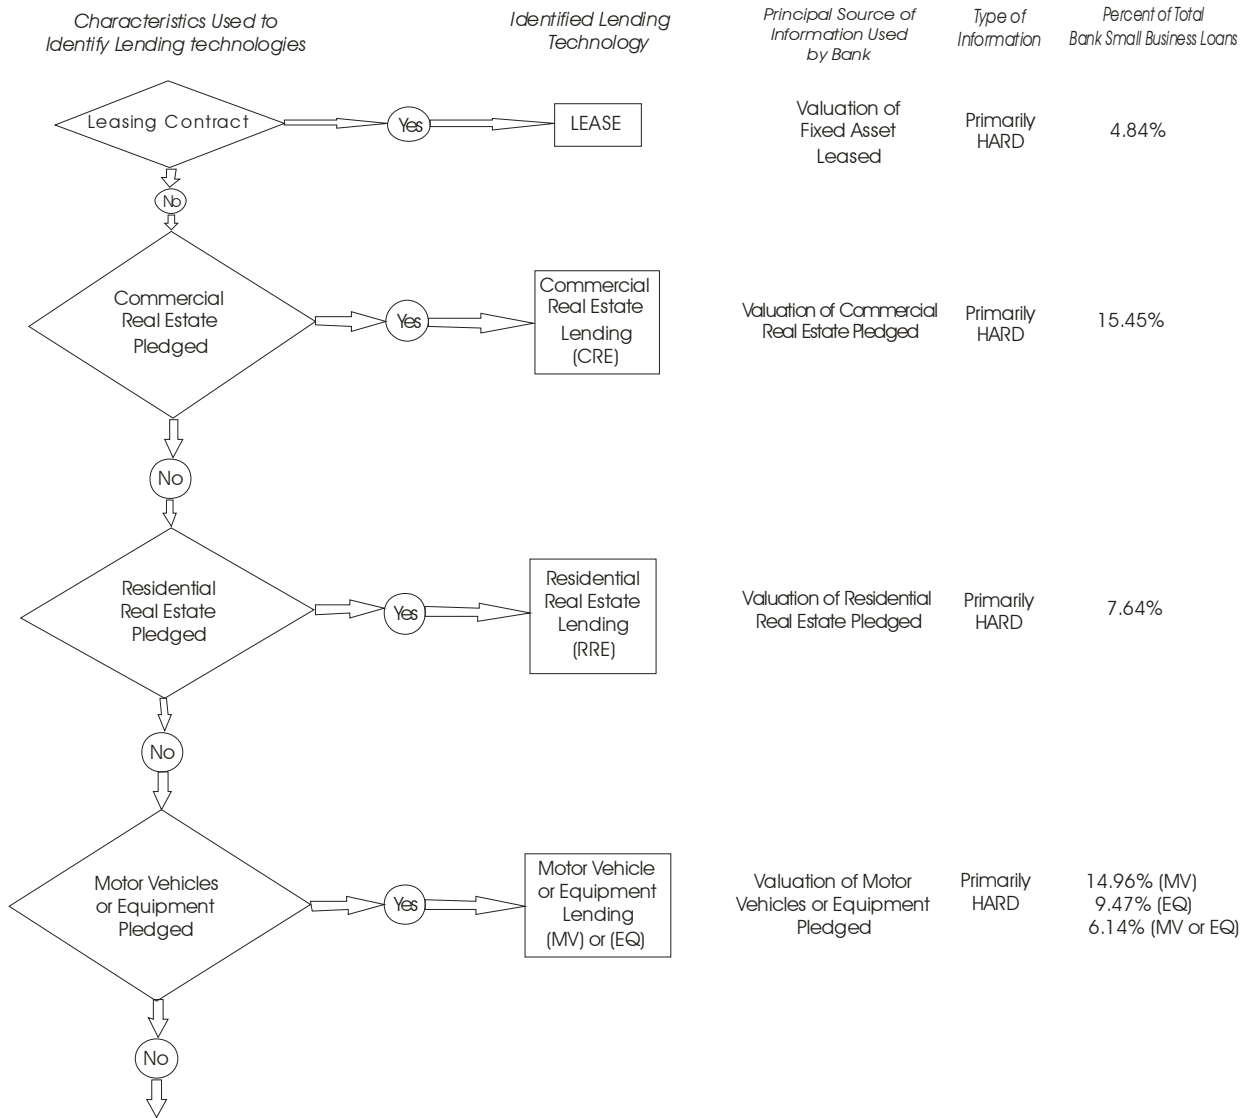 Characteristics Used to
Identify Lending technologies
Identified Lending
Technology
Principal Source of
Information Used
by Bank
Type of
Information
Percent of Total
Bank Small Business Loans
Leasing Contract
Yes
LEASE
Valuation of
Fixed Asset
Leased
Primarily
HARD
4.84%
No
Commercial
Real Estate
Pledged
Yes
Commercial
Real Estate
Lending
(CRE)
Valuation of Commercial
Real Estate Pledged
Primarily
HARD
15.45%
No
Residential
Real Estate
Pledged
Yes
Residential
Real Estate
Lending
(RRE)
Valuation of Residential
Real Estate Pledged
Primarily
HARD
7.64%
No
Motor Vehicles
or Equipment
Pledged
Yes
Motor Vehicle
or Equipment
Lending
(MV) or (EQ)
Valuation of Motor
Vehicles or Equipment
Pledged
Primarily
HARD
14.96% (MV)
9.47% (EQ)
6.14% (MV or EQ)
No